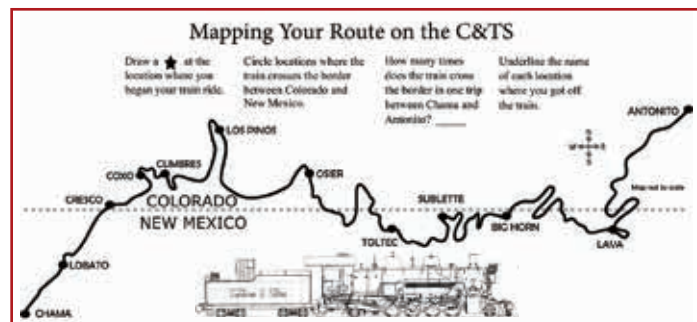 Mapping Your Route on the C&TS
Draw a ★ at the
location where you
began your train ride.
Circle locations where the
train crosses the border
between Colorado and
New Mexico.
How many times
does the train cross
the border in one trip
between Chama and
Antonito? _____
Underline the name
of each location
where you got off
the train.
ANTONITO
LOS PINOS
CUMBRES
COXO
OSIER
N
W E
S
Map not to scale
CRESCO
COLORADO
SUBLETTE
NEW MEXICO
BIG HORN
TOLTEC
LAVA
LOBATO
CHAMA